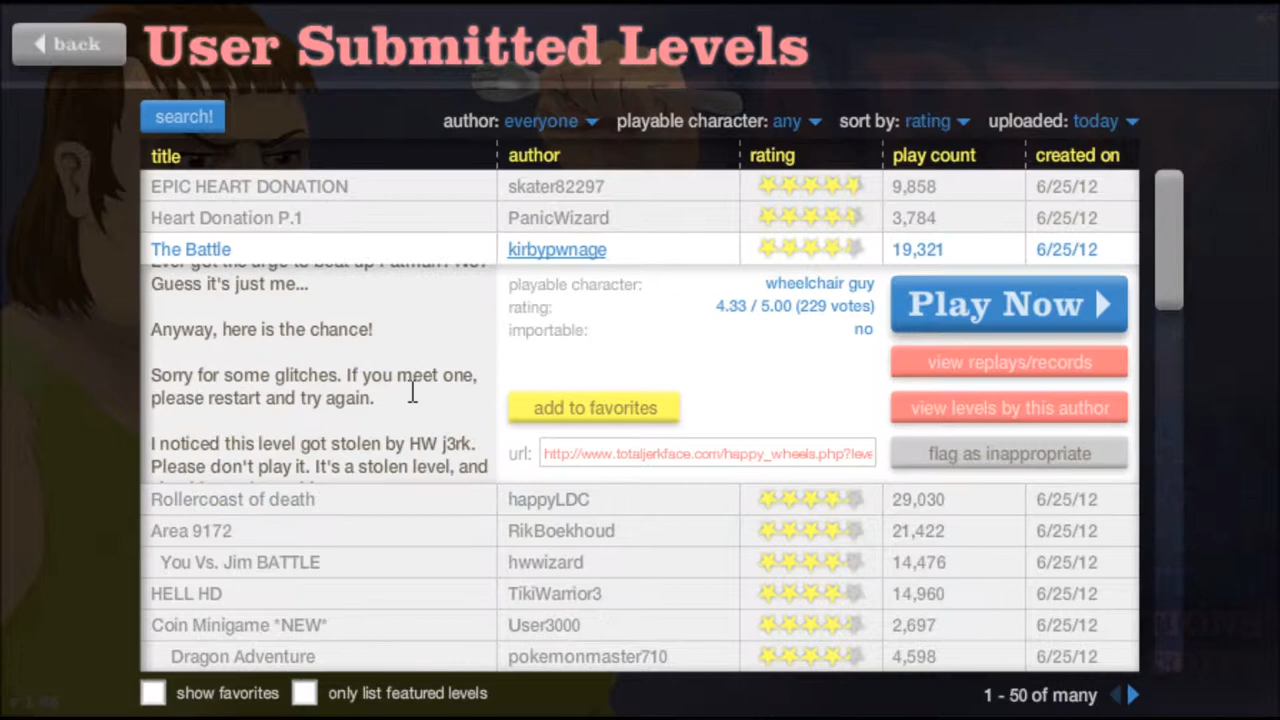 back
User Submitted Levels
search!
author: everyone playable character: any sort by: rating uploaded: today
title author rating play count created on
EPIC HEART DONATION skater82297 9,858 6/25/12
Heart Donation P.1 PanicWizard 3,784 6/25/12
The Battle kirbypwnage 19,321 6/25/12
Ever got the urge to beat up
Guess it's just me...
Anyway, here is the chance!
Sorry for some glitches. If you meet one,
please restart and try again.
I noticed this level got stolen by HW j3rk.
Please don't play it. It's a stolen level, and
playable character: wheelchair guy
rating: 4.33 / 5.00 (229 votes)
importable: no
add to favorites
url: http://www.totaljerkface.com/happy_wheels.php?leve
Play Now
view replays/records
view levels by this author
flag as inappropriate
Rollercoast of death happyLDC 29,030 6/25/12
Area 9172 RikBoekhoud 21,422 6/25/12
You Vs. Jim BATTLE hwwizard 14,476 6/25/12
HELL HD TikiWarrior3 14,960 6/25/12
Coin Minigame *NEW* User3000 2,697 6/25/12
Dragon Adventure pokemonmaster710 4,598 6/25/12
show favorites only list featured levels 1 - 50 of many